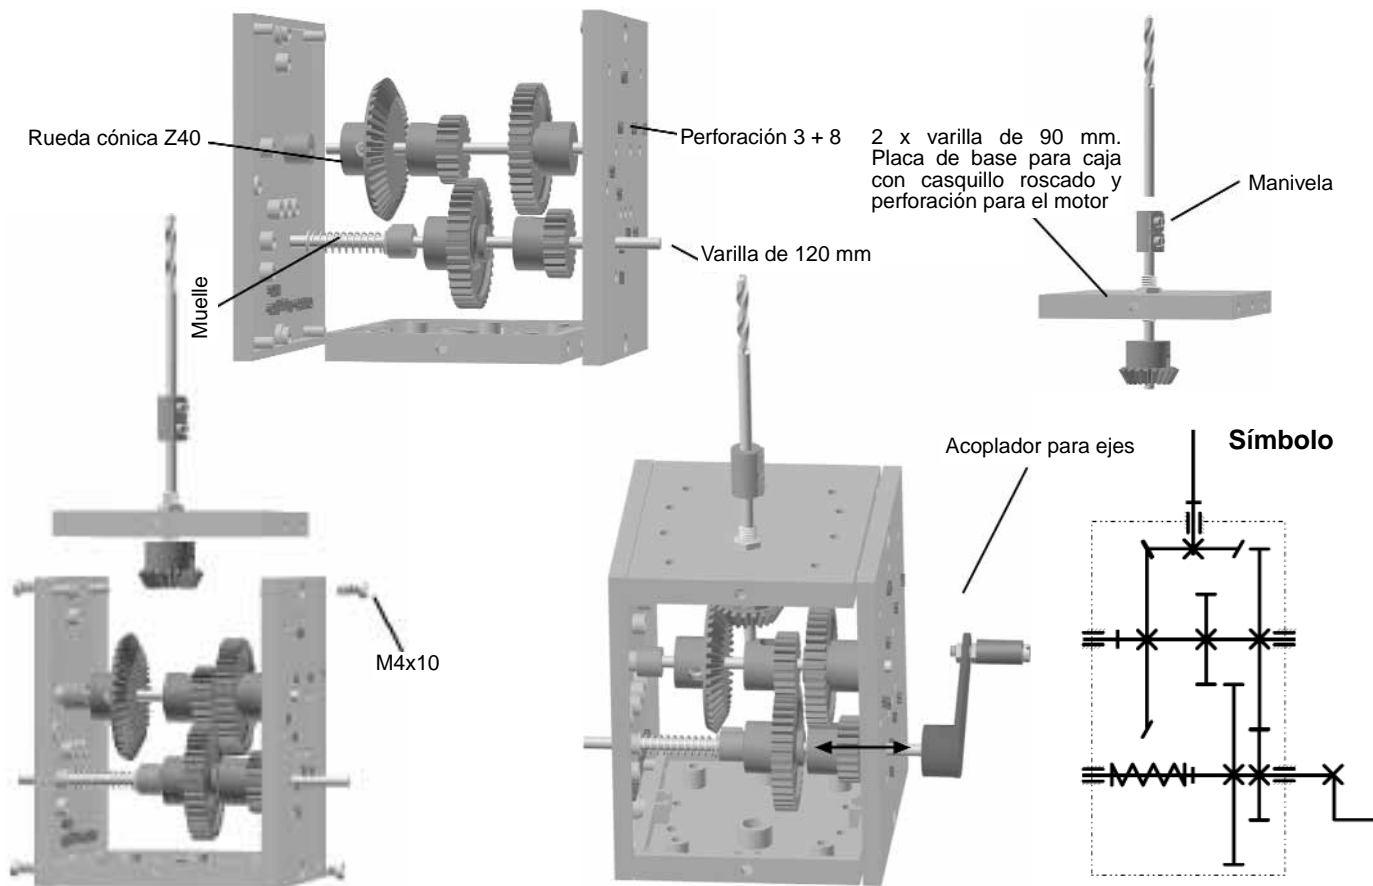 Rueda cónica Z40
Perforación 3 + 8
2 x varilla de 90 mm.
Placa de base para caja
con casquillo roscado y
perforación para el motor
Manivela
Varilla de 120 mm
Muelle
Acoplador para ejes
Símbolo
M4x10